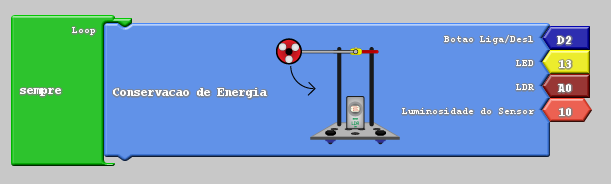 Loop
sempre
Conservacao de Energia
Botao Liga/Desl D2
LED 13
LDR A0
Luminosidade do Sensor 10